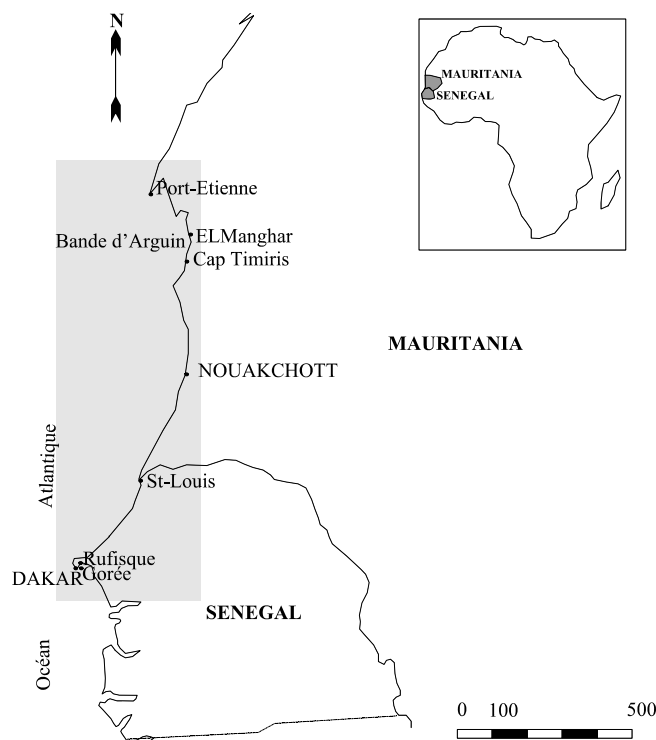 N
MAURITANIA
SENEGAL
Port-Etienne
ELManghar
Bande d'Arguin
Cap Timiris
MAURITANIA
NOUAKCHOTT
Atlantique
St-Louis
Rufisque
DAKAR
Gorée
SENEGAL
Océan
0 100 500